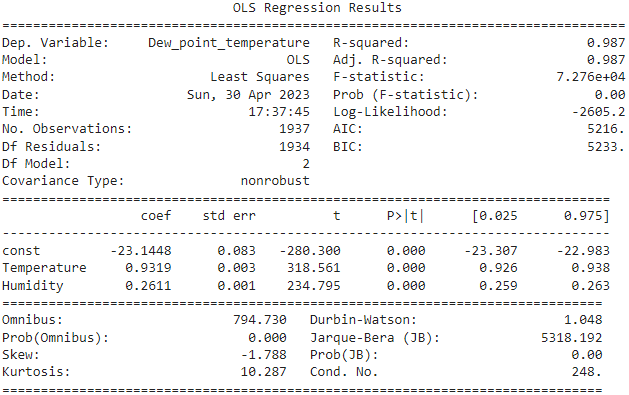 OLS Regression Results
==============================================================================
Dep. Variable:     Dew_point_temperature   R-squared:                       0.987
Model:                               OLS   Adj. R-squared:                  0.987
Method:                    Least Squares   F-statistic:                 7.276e+04
Date:                   Sun, 30 Apr 2023   Prob (F-statistic):               0.00
Time:                           17:37:45   Log-Likelihood:                -2605.2
No. Observations:                   1937   AIC:                             5216.
Df Residuals:                       1934   BIC:                             5233.
Df Model:                              2
Covariance Type:               nonrobust
==============================================================================
                  coef    std err          t      P>|t|      [0.025      0.975]
------------------------------------------------------------------------------
const         -23.1448      0.083   -280.300      0.000     -23.307     -22.983
Temperature     0.9319      0.003    318.561      0.000       0.926       0.938
Humidity        0.2611      0.001    234.795      0.000       0.259       0.263
==============================================================================
Omnibus:                      794.730   Durbin-Watson:                   1.048
Prob(Omnibus):                  0.000   Jarque-Bera (JB):             5318.192
Skew:                          -1.788   Prob(JB):                         0.00
Kurtosis:                      10.287   Cond. No.                         248.
==============================================================================